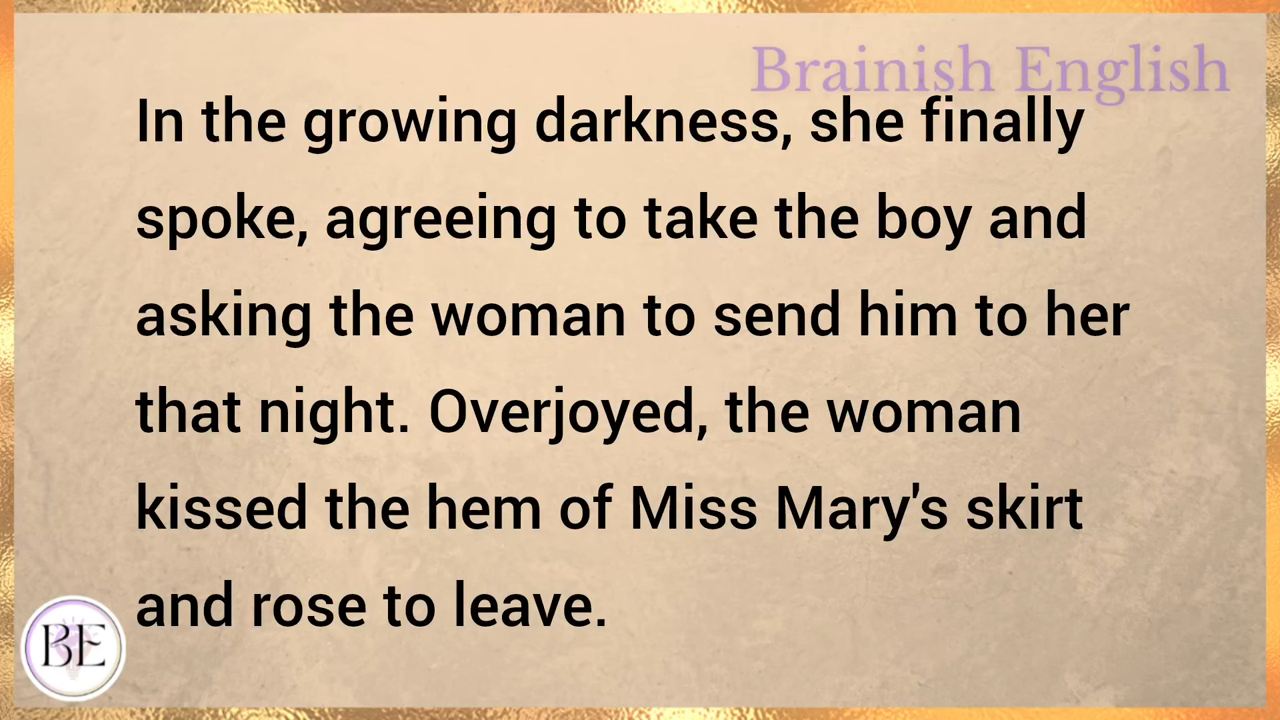 Brainish English
In the growing darkness, she finally
spoke, agreeing to take the boy and
asking the woman to send him to her
that night. Overjoyed, the woman
kissed the hem of Miss Mary's skirt
and rose to leave.
BE